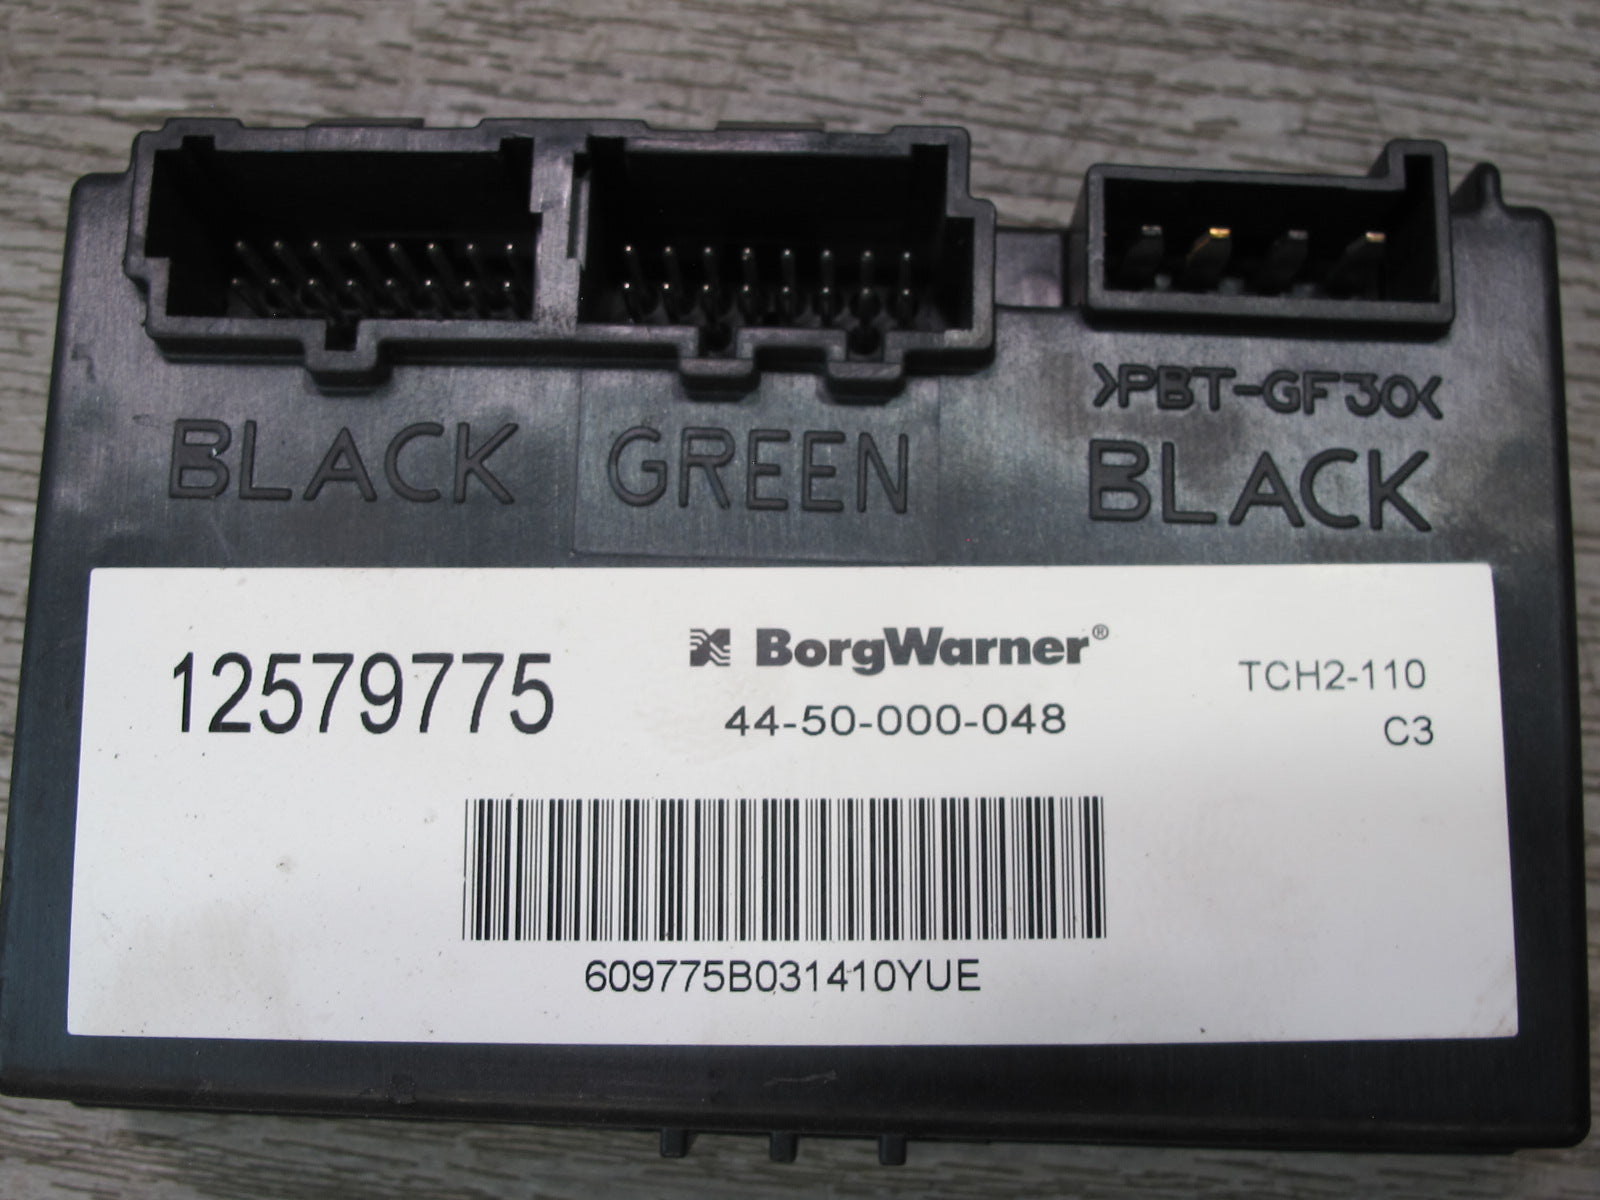 >PBT-GF30<
BLACK GREEN BLACK
12579775
BorgWarner®
44-50-000-048
TCH2-110
C3
609775B031410YUE